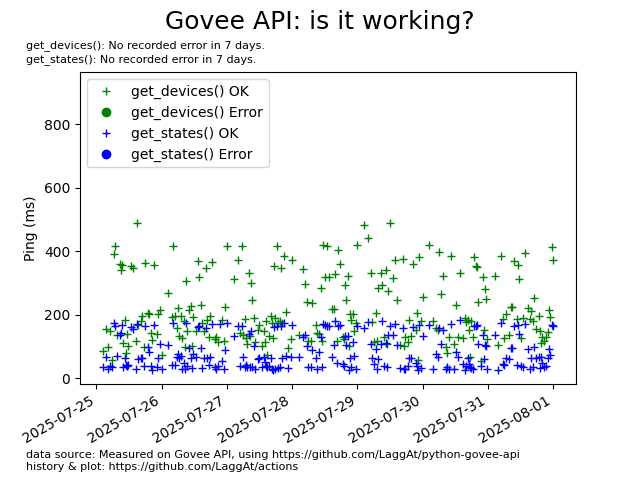 Govee API: is it working?
get_devices(): No recorded error in 7 days.
get_states(): No recorded error in 7 days.
get_devices() OK
get_devices() Error
get_states() OK
get_states() Error
Ping (ms)
800
600
400
200
0
2025-07-25
2025-07-26
2025-07-27
2025-07-28
2025-07-29
2025-07-30
2025-07-31
2025-08-01
data source: Measured on Govee API, using https://github.com/LaggAt/python-govee-api
history & plot: https://github.com/LaggAt/actions